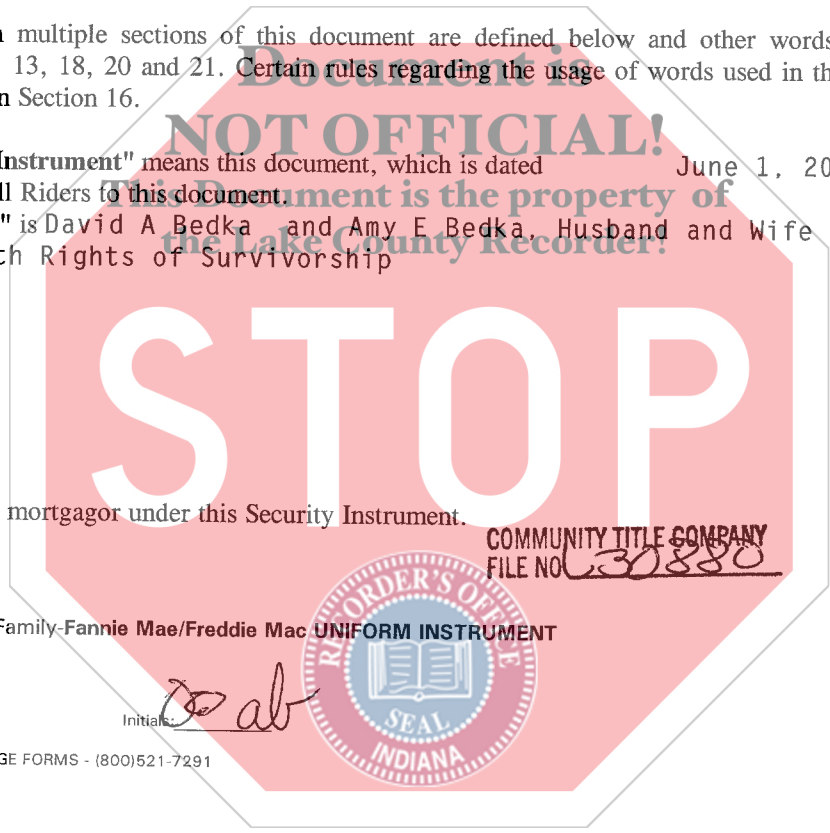 multiple sections of this document are defined below and other words
13, 18, 20 and 21. Certain rules regarding the usage of words used in th
n Section 16.
Document is
NOT OFFICIAL!
This Document is the property of
the Lake County Recorder!
Instrument" means this document, which is dated June 1, 20
ll Riders to this document.
" is David A Bedka and Amy E Bedka, Husband and Wife
th Rights of Survivorship
STOP
mortgagor under this Security Instrument.
COMMUNITY TITLE COMPANY
FILE NO L30880
RECORDER'S OFFICE
SEAL
INDIANA
Family-Fannie Mae/Freddie Mac UNIFORM INSTRUMENT
Initials: ab
GE FORMS - (800)521-7291